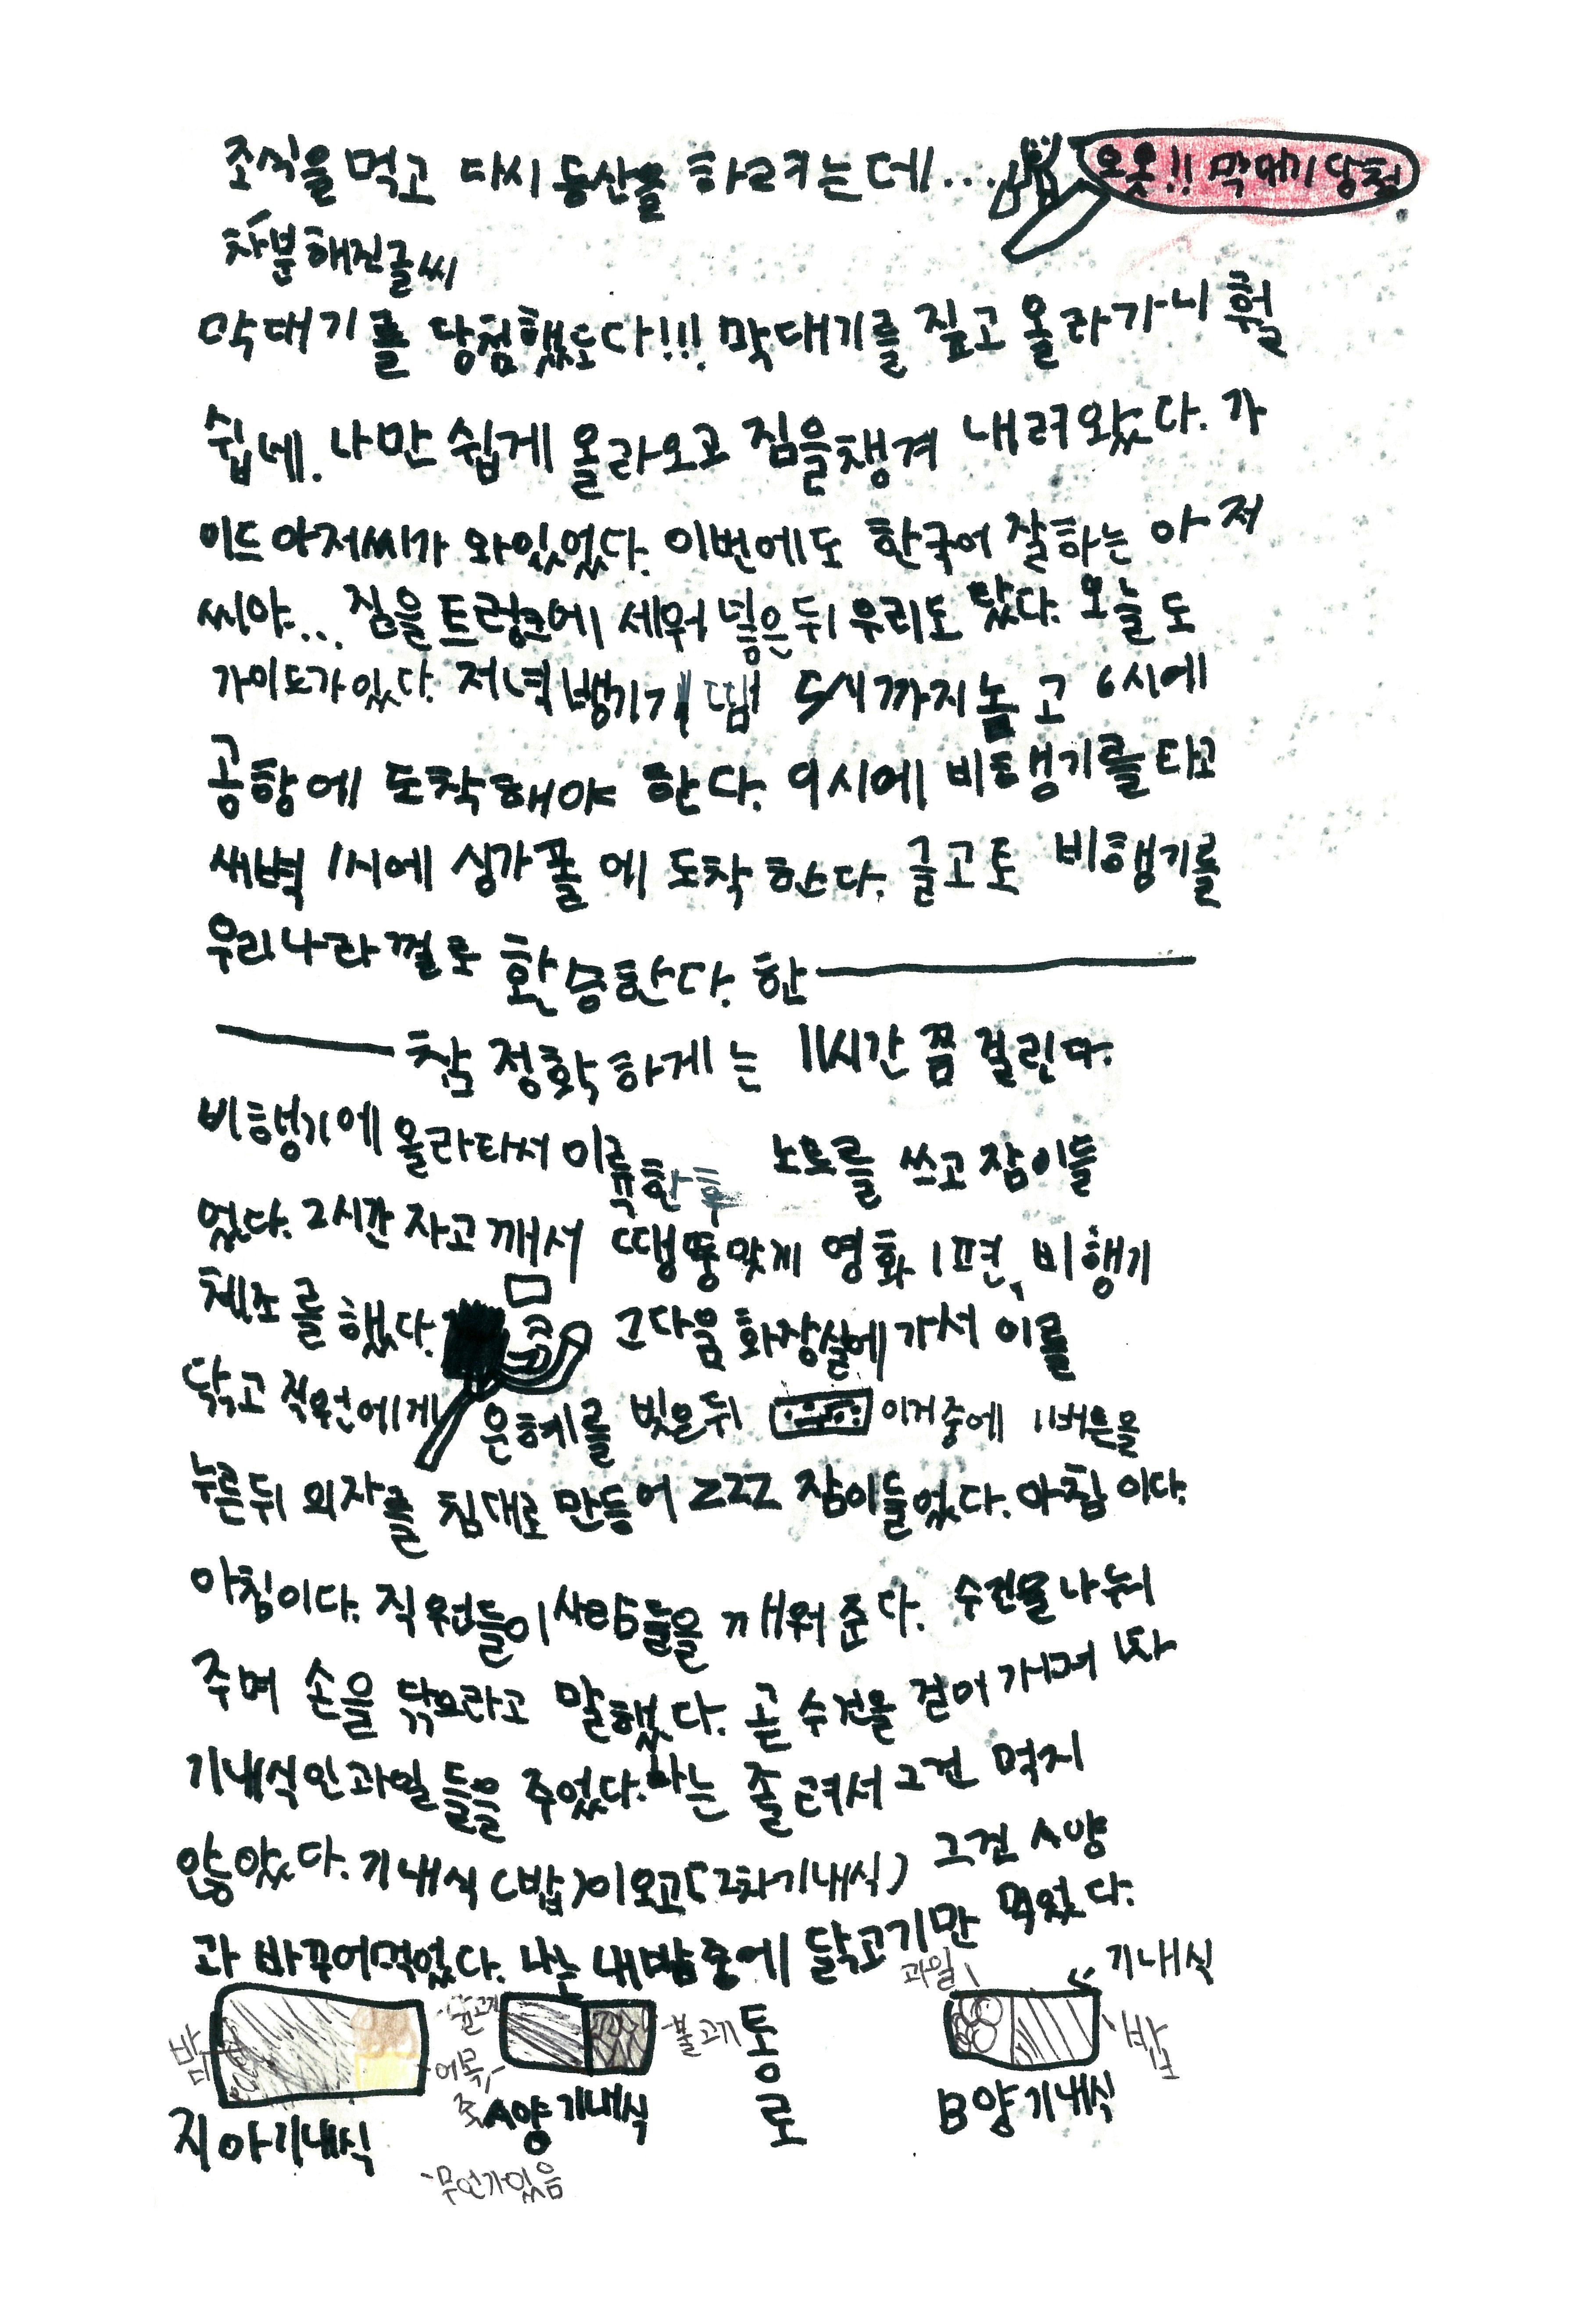 조식을 먹고 다시 등산을 하러 가는데... 오옷!! 막대기 당첨
차분해진글씨
막대기를 당첨했도다!!! 막대기를 짚고 올라가니 훨
쉽네. 나만 쉽게 올라오고 짐을챙겨 내려왔다. 가
이드아저씨가 와있었다. 이번에도 한국어 잘하는 아저
씨야... 짐을 트렁크에 세워 넣은뒤 우리도 탔다. 오늘도
가이드가있다. 저녁 5시까지 놀고 6시에
공항에 도착해야 한다. 9시에 비행기를 타고
새벽 1시에 싱가폴에 도착한다. 글고또 비행기를
우리나라껄로 환승한다. 한
참 정확하게는 11시간 쯤 걸린다.
비행기에 올라타서 이륙한후 노트를 쓰고 잠이들
었다. 2시간 자고 깨서 땡뚱맞게 영화 1편, 비행기
체조를 했다. 그다음 화장실에 가서 이를
닦고 직원에게 은혜를 빚은뒤 이거중에 11버튼을
누른뒤 의자를 침대로 만들어 ZZZ 잠이들었다. 아침이다.
아침이다. 직원들이 사람들을 깨워준다. 수건을 나눠
주며 손을 닦으라고 말했다. 곧 수건을 걷어가며 1차
기내식인과일들을 주었다. 나는 졸려서 그건 먹지
않았다. 기내식(밥)이오고(2차기내식) 그건 A양
과 바꾸어먹었다. 나는 내밥중에 닭고기만 먹었다.
과일 기내식
밥 불고기 통로 밥
지아기내식 A양기내식 B양기내식
무언가있음